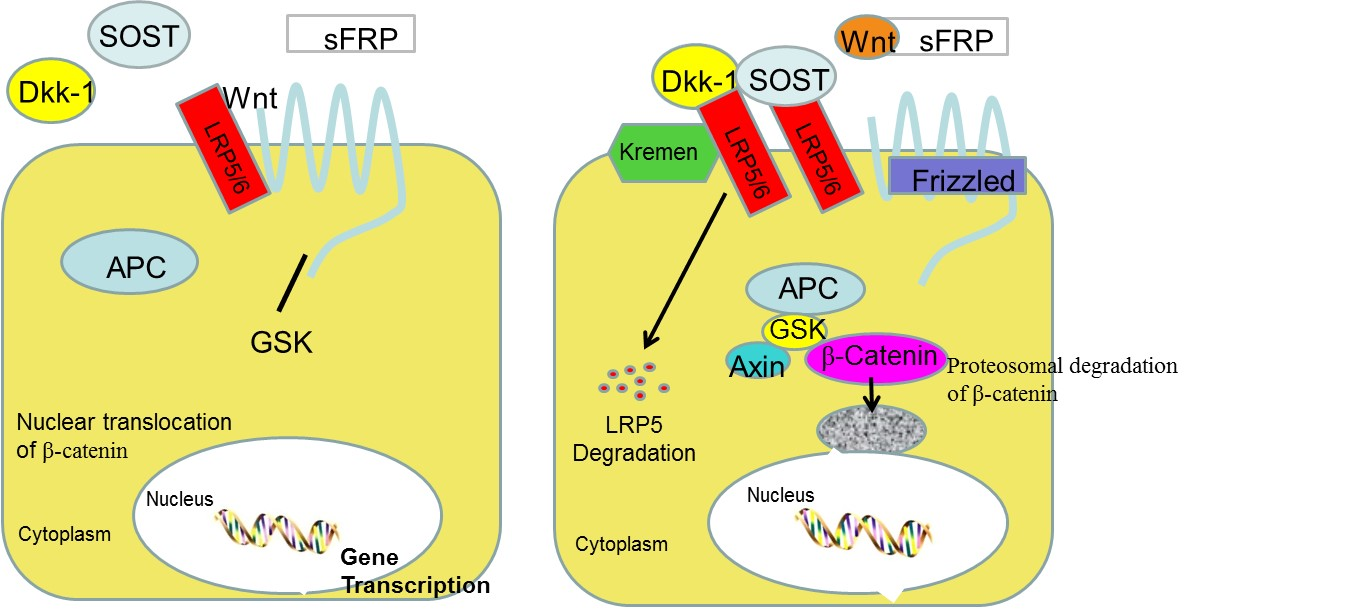 SOST
sFRP
Dkk-1
Wnt
LRP5/6
APC
GSK
Nuclear translocation
of β-catenin
Nucleus
Cytoplasm
Gene
Transcription
Wnt
sFRP
Dkk-1
SOST
Kremen
LRP5/6
LRP5/6
Frizzled
APC
GSK
Axin
β-Catenin
Proteosomal degradation
of β-catenin
LRP5
Degradation
Nucleus
Cytoplasm